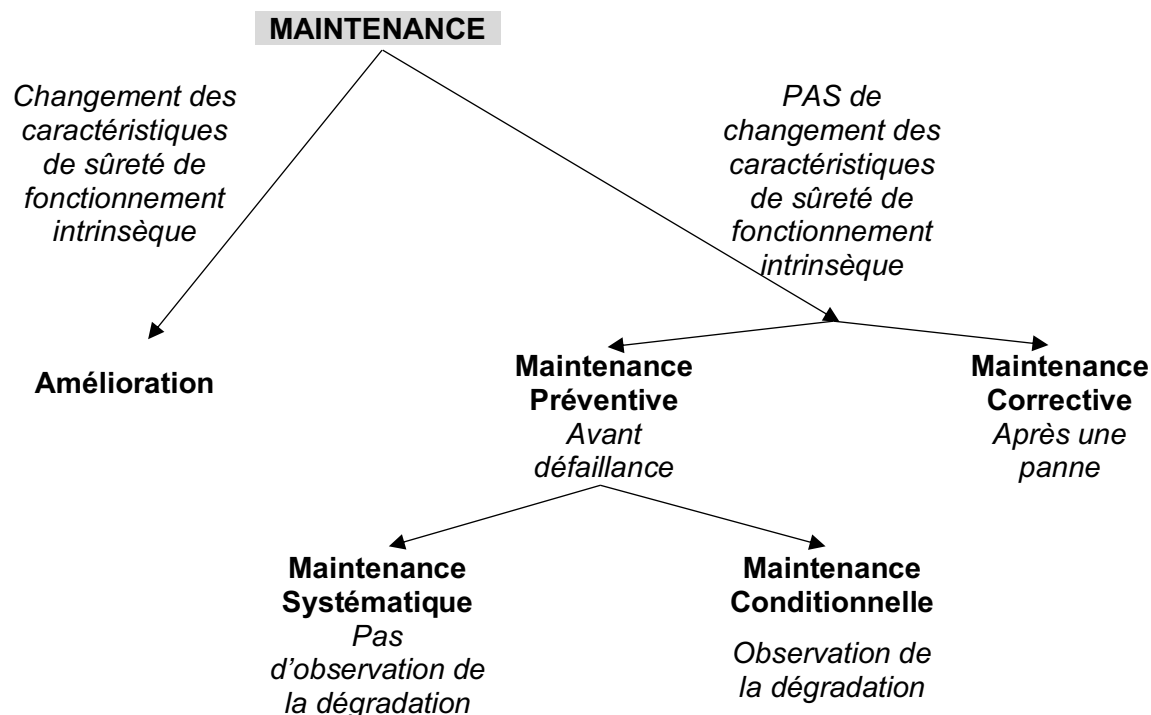 MAINTENANCE
Changement des
caractéristiques
de sûreté de
fonctionnement
intrinsèque
PAS de
changement des
caractéristiques
de sûreté de
fonctionnement
intrinsèque
Amélioration
Maintenance
Préventive
Avant
défaillance
Maintenance
Corrective
Après une
panne
Maintenance
Systématique
Pas
d’observation de
la dégradation
Maintenance
Conditionnelle
Observation de
la dégradation